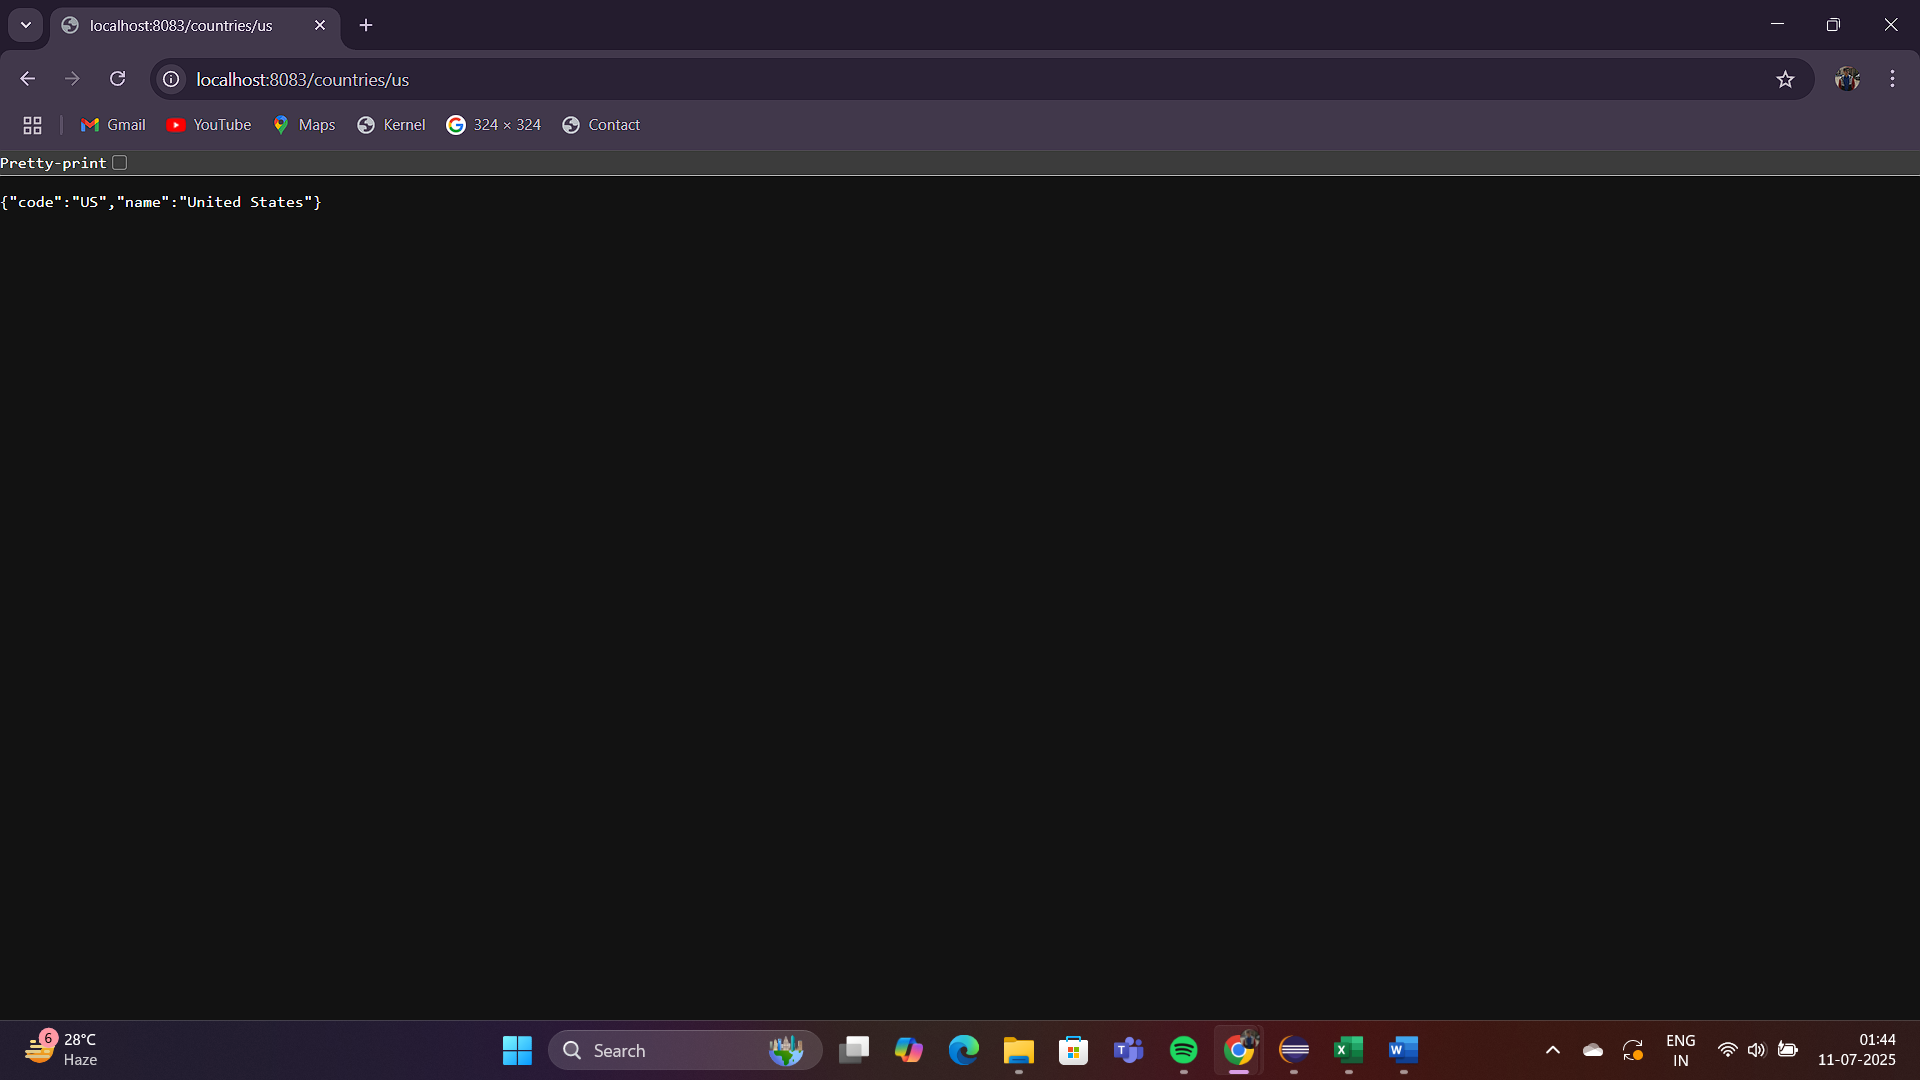 localhost:8083/countries/us
localhost:8083/countries/us
Gmail
YouTube
Maps
Kernel
324 × 324
Contact
Pretty-print
{"code":"US","name":"United States"}
6
28°C
Haze
Search
ENG
IN
01:44
11-07-2025